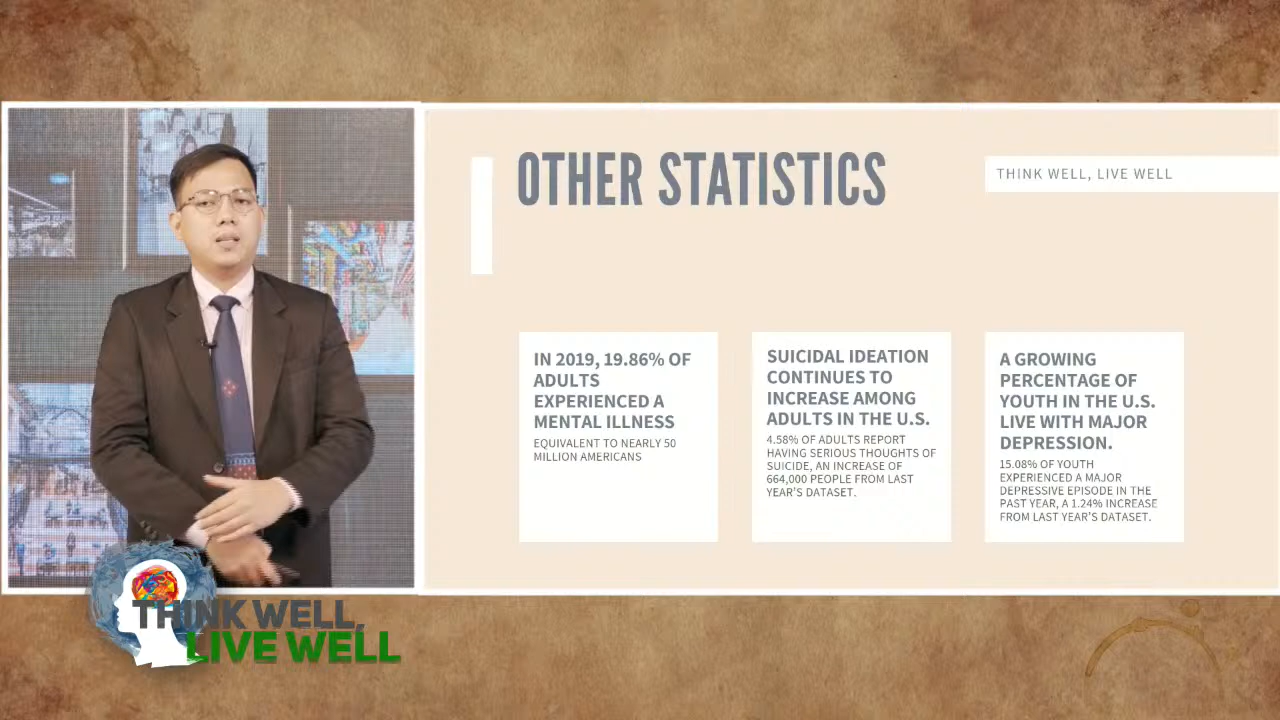 OTHER STATISTICS
THINK WELL, LIVE WELL
IN 2019, 19.86% OF
ADULTS
EXPERIENCED A
MENTAL ILLNESS
EQUIVALENT TO NEARLY 50
MILLION AMERICANS
SUICIDAL IDEATION
CONTINUES TO
INCREASE AMONG
ADULTS IN THE U.S.
4.58% OF ADULTS REPORT
HAVING SERIOUS THOUGHTS OF
SUICIDE, AN INCREASE OF
664,000 PEOPLE FROM LAST
YEAR'S DATASET.
A GROWING
PERCENTAGE OF
YOUTH IN THE U.S.
LIVE WITH MAJOR
DEPRESSION.
15.08% OF YOUTH
EXPERIENCED A MAJOR
DEPRESSIVE EPISODE IN THE
PAST YEAR, A 1.24% INCREASE
FROM LAST YEAR'S DATASET.
THINK WELL,
LIVE WELL